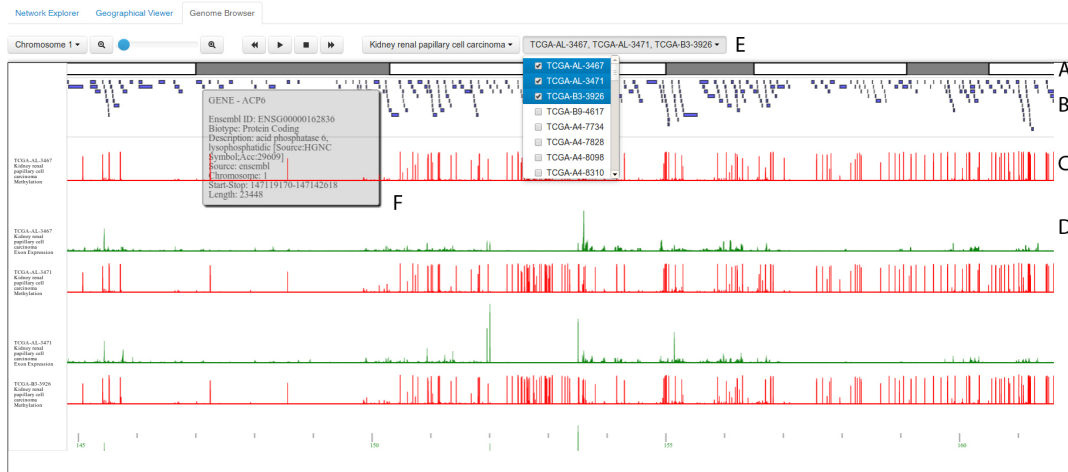 Network Explorer
Geographical Viewer
Genome Browser
Chromosome 1
Kidney renal papillary cell carcinoma
TCGA-AL-3467, TCGA-AL-3471, TCGA-B3-3926
E
TCGA-AL-3467
TCGA-AL-3471
TCGA-B3-3926
TCGA-B9-4617
TCGA-A4-7734
TCGA-A4-7828
TCGA-A4-8098
TCGA-A4-8310
A
B
GENE - ACP6
Ensembl ID: ENSG00000162836
Biotype: Protein Coding
Description: acid phosphatase 6,
lysophosphatidic [Source:HGNC
Symbol;Acc:29609]
Source: ensembl
Chromosome: 1
Start-Stop: 147119170-147142618
Length: 23448
C
TCGA-AL-3467
Kidney renal
papillary cell
carcinoma
Methylation
F
D
TCGA-AL-3467
Kidney renal
papillary cell
carcinoma
Exon Expression
TCGA-AL-3471
Kidney renal
papillary cell
carcinoma
Methylation
TCGA-AL-3471
Kidney renal
papillary cell
carcinoma
Exon Expression
TCGA-B3-3926
Kidney renal
papillary cell
carcinoma
Methylation
145
150
155
160